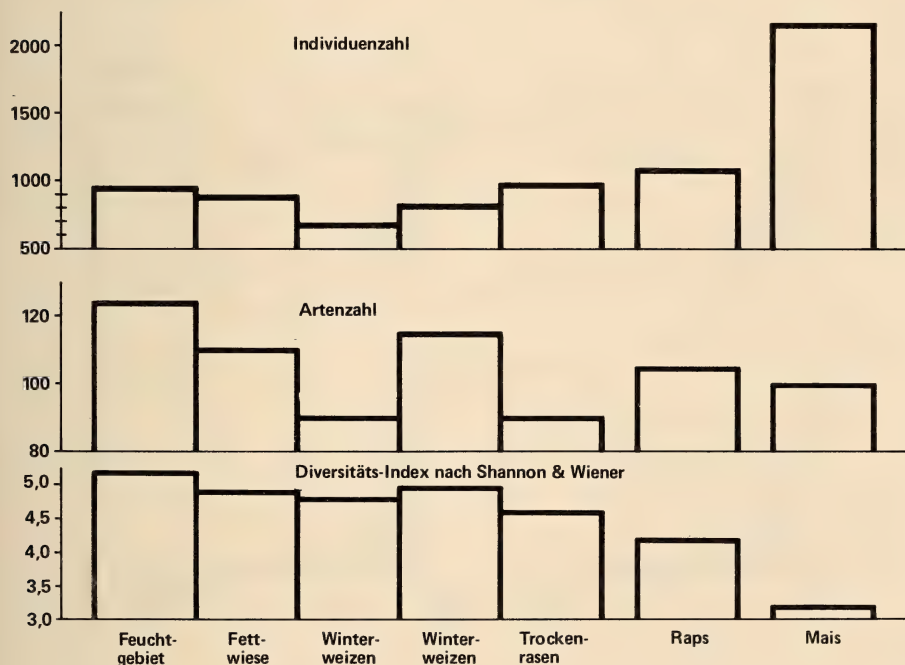 Individuenzahl
2000
1500
1000
500
Artenzahl
120
100
80
Diversitäts-Index nach Shannon & Wiener
5,0
4,5
4,0
3,5
3,0
Feucht-
gebiet
Fett-
wiese
Winter-
weizen
Winter-
weizen
Trocken-
rasen
Raps
Mais